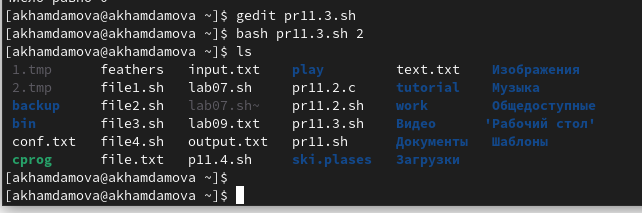 [akhamdamova@akhamdamova ~]$ gedit pr11.3.sh
[akhamdamova@akhamdamova ~]$ bash pr11.3.sh 2
[akhamdamova@akhamdamova ~]$ ls
1.tmp feathers input.txt play text.txt Изображения
2.tmp file1.sh lab07.sh pr11.2.c tutorial Музыка
backup file2.sh lab07.sh~ pr11.2.sh work Общедоступные
bin file3.sh lab09.txt pr11.3.sh Видео 'Рабочий стол'
conf.txt file4.sh output.txt pr11.sh Документы Шаблоны
cprog file.txt p11.4.sh ski.plases Загрузки
[akhamdamova@akhamdamova ~]$
[akhamdamova@akhamdamova ~]$